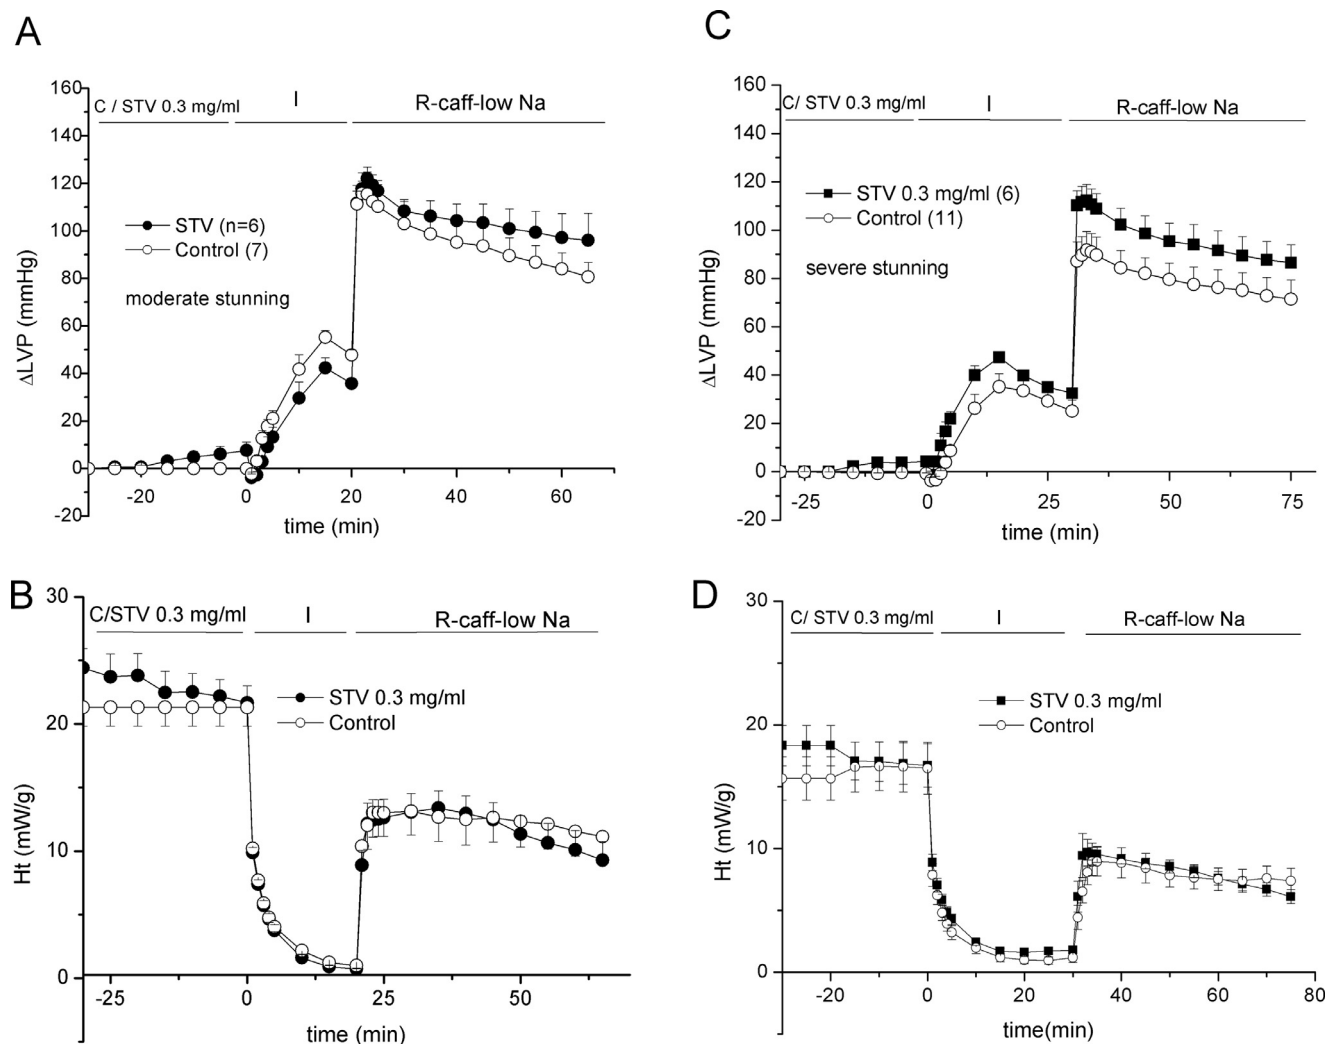 A
160
140
120
100
80
60
40
20
0
-20
ΔLVP (mmHg)
C / STV 0.3 mg/ml
I
R-caff-low Na
STV (n=6)
Control (7)
moderate stunning
-20
0
20
40
60
time (min)
C
160
140
120
100
80
60
40
20
0
-20
ΔLVP (mmHg)
C/ STV 0.3 mg/ml
I
R-caff-low Na
STV 0.3 mg/ml (6)
Control (11)
severe stunning
-25
0
25
50
75
time (min)
B
30
20
10
0
Ht (mW/g)
C/STV 0.3 mg/ml
I
R-caff-low Na
STV 0.3 mg/ml
Control
-25
0
25
50
time (min)
D
30
20
10
0
Ht (mW/g)
C/ STV 0.3 mg/ml
I
R-caff-low Na
STV 0.3 mg/ml
Control
-20
0
20
40
60
80
time(min)